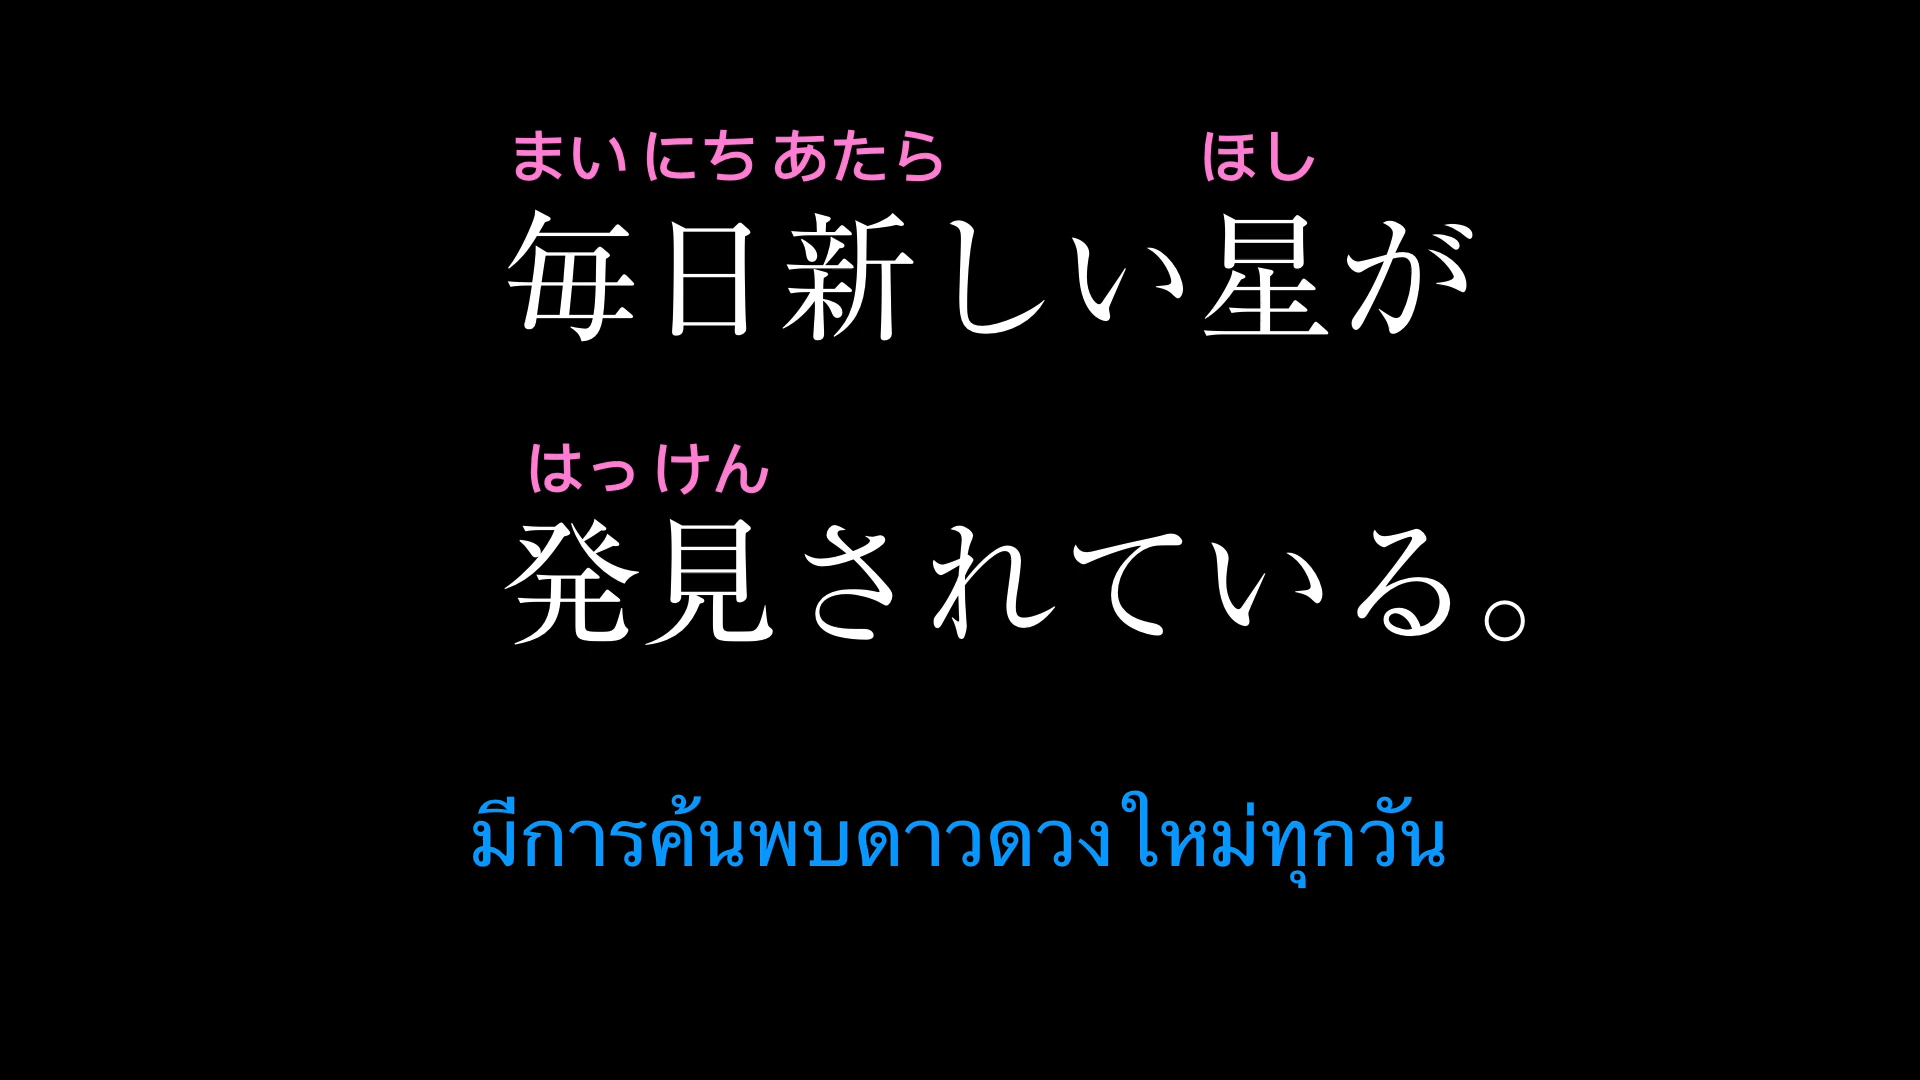 まいにち あたら ほし
毎日新しい星が
はっけん
発見されている。
มีการค้นพบดาวดวงใหม่ทุกวัน